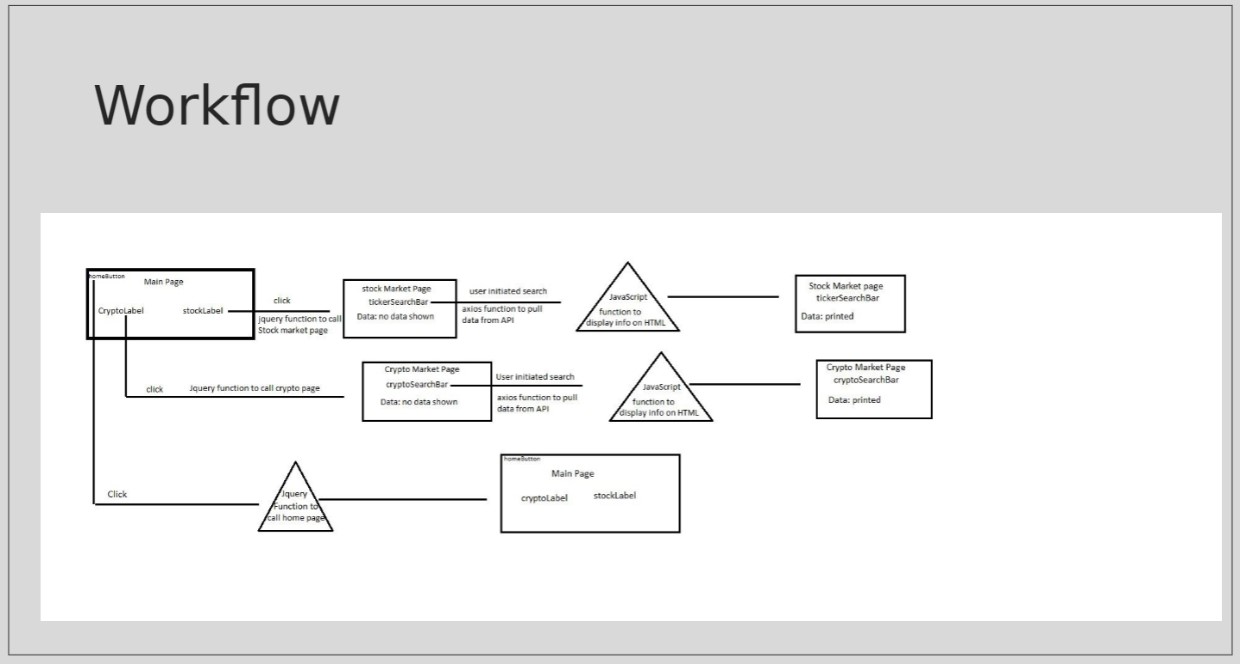 Workflow
homeButton
Main Page
CryptoLabel
stockLabel
click
jquery function to call
Stock market page
stock Market Page
tickerSearchBar
Data: no data shown
user initiated search
axios function to pull
data from API
JavaScript
function to
display info on HTML
Stock Market page
tickerSearchBar
Data: printed
click
Jquery function to call crypto page
Crypto Market Page
cryptoSearchBar
Data: no data shown
User initiated search
axios function to pull
data from API
JavaScript
function to
display info on HTML
Crypto Market Page
cryptoSearchBar
Data: printed
Click
Jquery
Function to
call home page
homeButton
Main Page
cryptoLabel
stockLabel